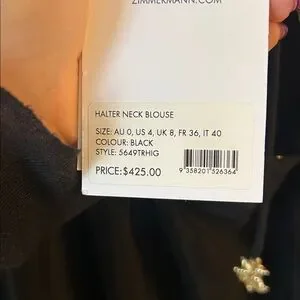 ZIMMERMANN.COM
HALTER NECK BLOUSE
SIZE: AU 0, US 4, UK 8, FR 36, IT 40
COLOUR: BLACK
STYLE: 5649TRHIG
PRICE:$425.00
9 358201 526364